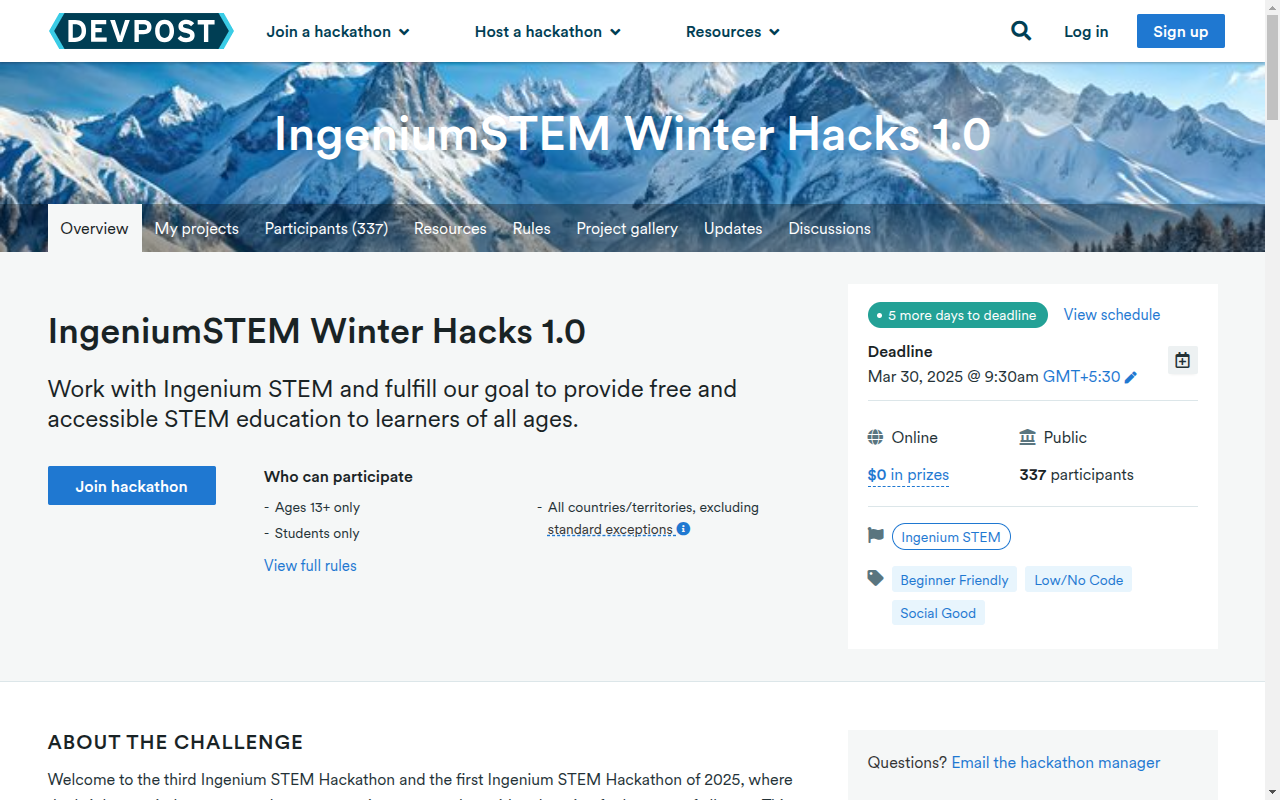 DEVPOST
Join a hackathon
Host a hackathon
Resources
Log in
Sign up
IngeniumSTEM Winter Hacks 1.0
Overview
My projects
Participants (337)
Resources
Rules
Project gallery
Updates
Discussions
IngeniumSTEM Winter Hacks 1.0
Work with Ingenium STEM and fulfill our goal to provide free and
accessible STEM education to learners of all ages.
Join hackathon
Who can participate
- Ages 13+ only
- Students only
- All countries/territories, excluding
standard exceptions
View full rules
5 more days to deadline
View schedule
Deadline
Mar 30, 2025 @ 9:30am GMT+5:30
Online
Public
$0 in prizes
337 participants
Ingenium STEM
Beginner Friendly
Low/No Code
Social Good
ABOUT THE CHALLENGE
Welcome to the third Ingenium STEM Hackathon and the first Ingenium STEM Hackathon of 2025, where
Questions? Email the hackathon manager